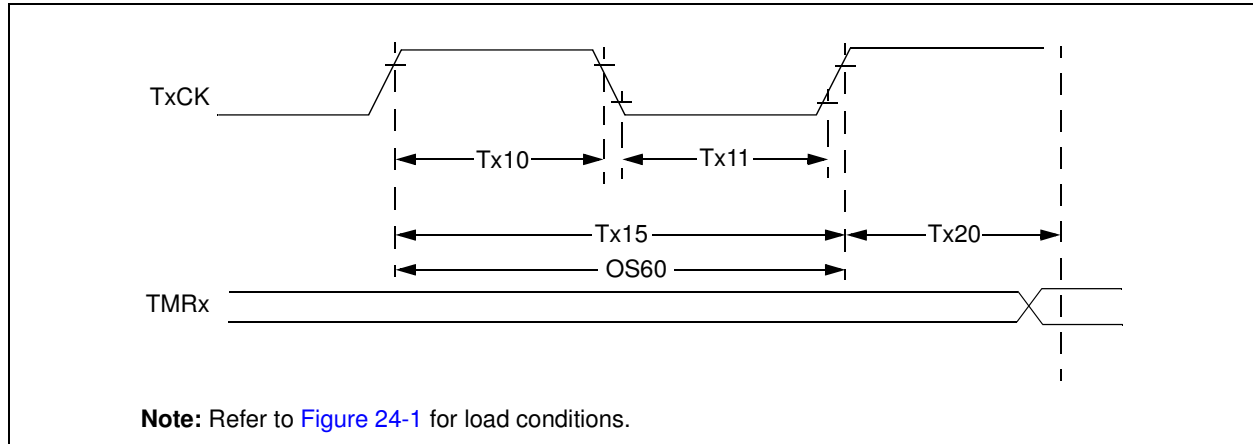 TxCK
Tx10
Tx11
Tx15
Tx20
OS60
TMRx
Note: Refer to Figure 24-1 for load conditions.